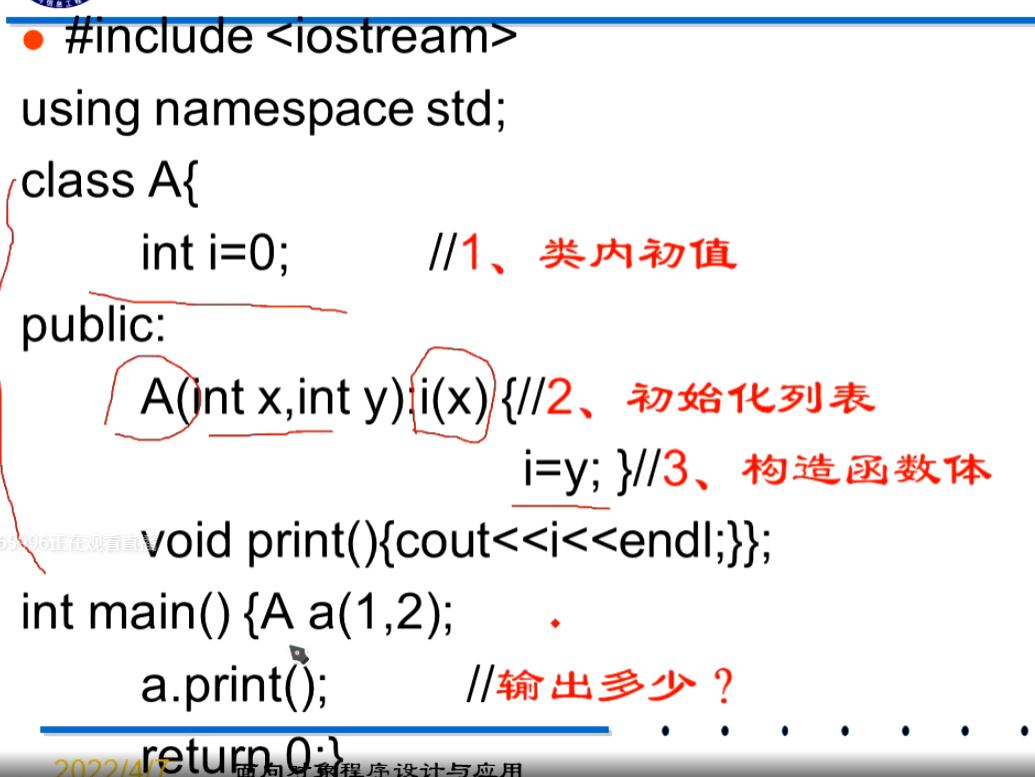 #include <iostream>
using namespace std;
class A{
int i=0; //1、类内初值
public:
A(int x,int y):i(x) {//2、初始化列表
i=y; }//3、构造函数体
正在观看直播
void print(){cout<<i<<endl;}};
int main() {A a(1,2);
a.print(); //输出多少？
return 0;}
2022/4/7 面向对象程序设计与应用